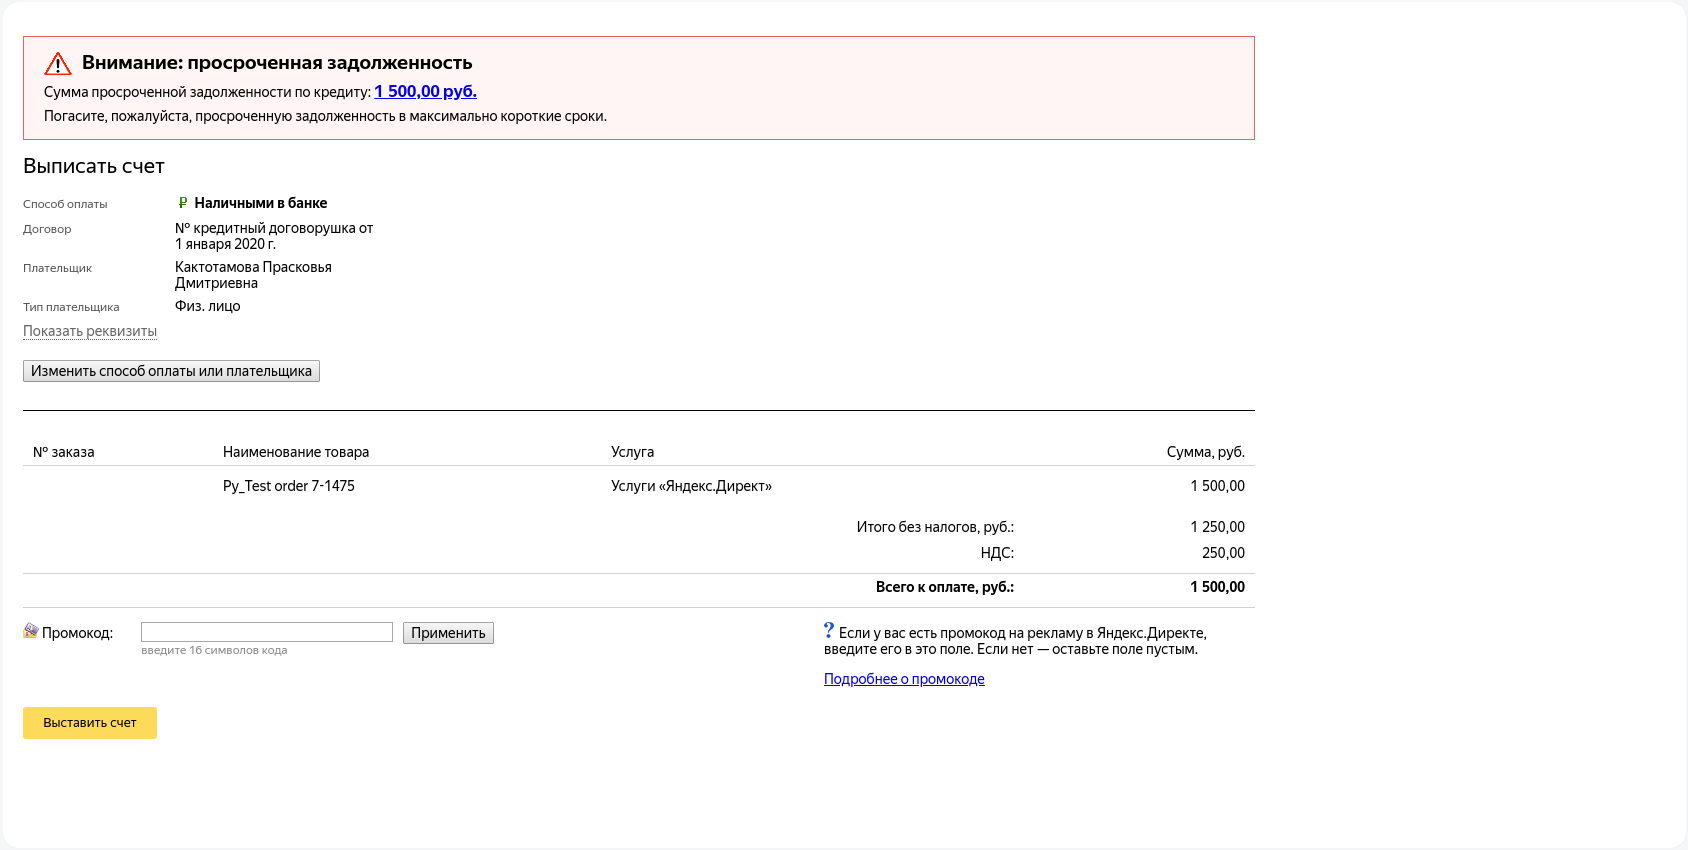 Внимание: просроченная задолженность
Сумма просроченной задолженности по кредиту: 1 500,00 руб.
Погасите, пожалуйста, просроченную задолженность в максимально короткие сроки.
Выписать счет
Способ оплаты ₽ Наличными в банке
Договор № кредитный договорушка от
1 января 2020 г.
Плательщик Кактотамова Прасковья
Дмитриевна
Тип плательщика Физ. лицо
Показать реквизиты
Изменить способ оплаты или плательщика
№ заказа Наименование товара Услуга Сумма, руб.
Py_Test order 7-1475 Услуги «Яндекс.Директ» 1 500,00
Итого без налогов, руб.: 1 250,00
НДС: 250,00
Всего к оплате, руб.: 1 500,00
Промокод: Применить
введите 16 символов кода
? Если у вас есть промокод на рекламу в Яндекс.Директе,
введите его в это поле. Если нет — оставьте поле пустым.
Подробнее о промокоде
Выставить счет